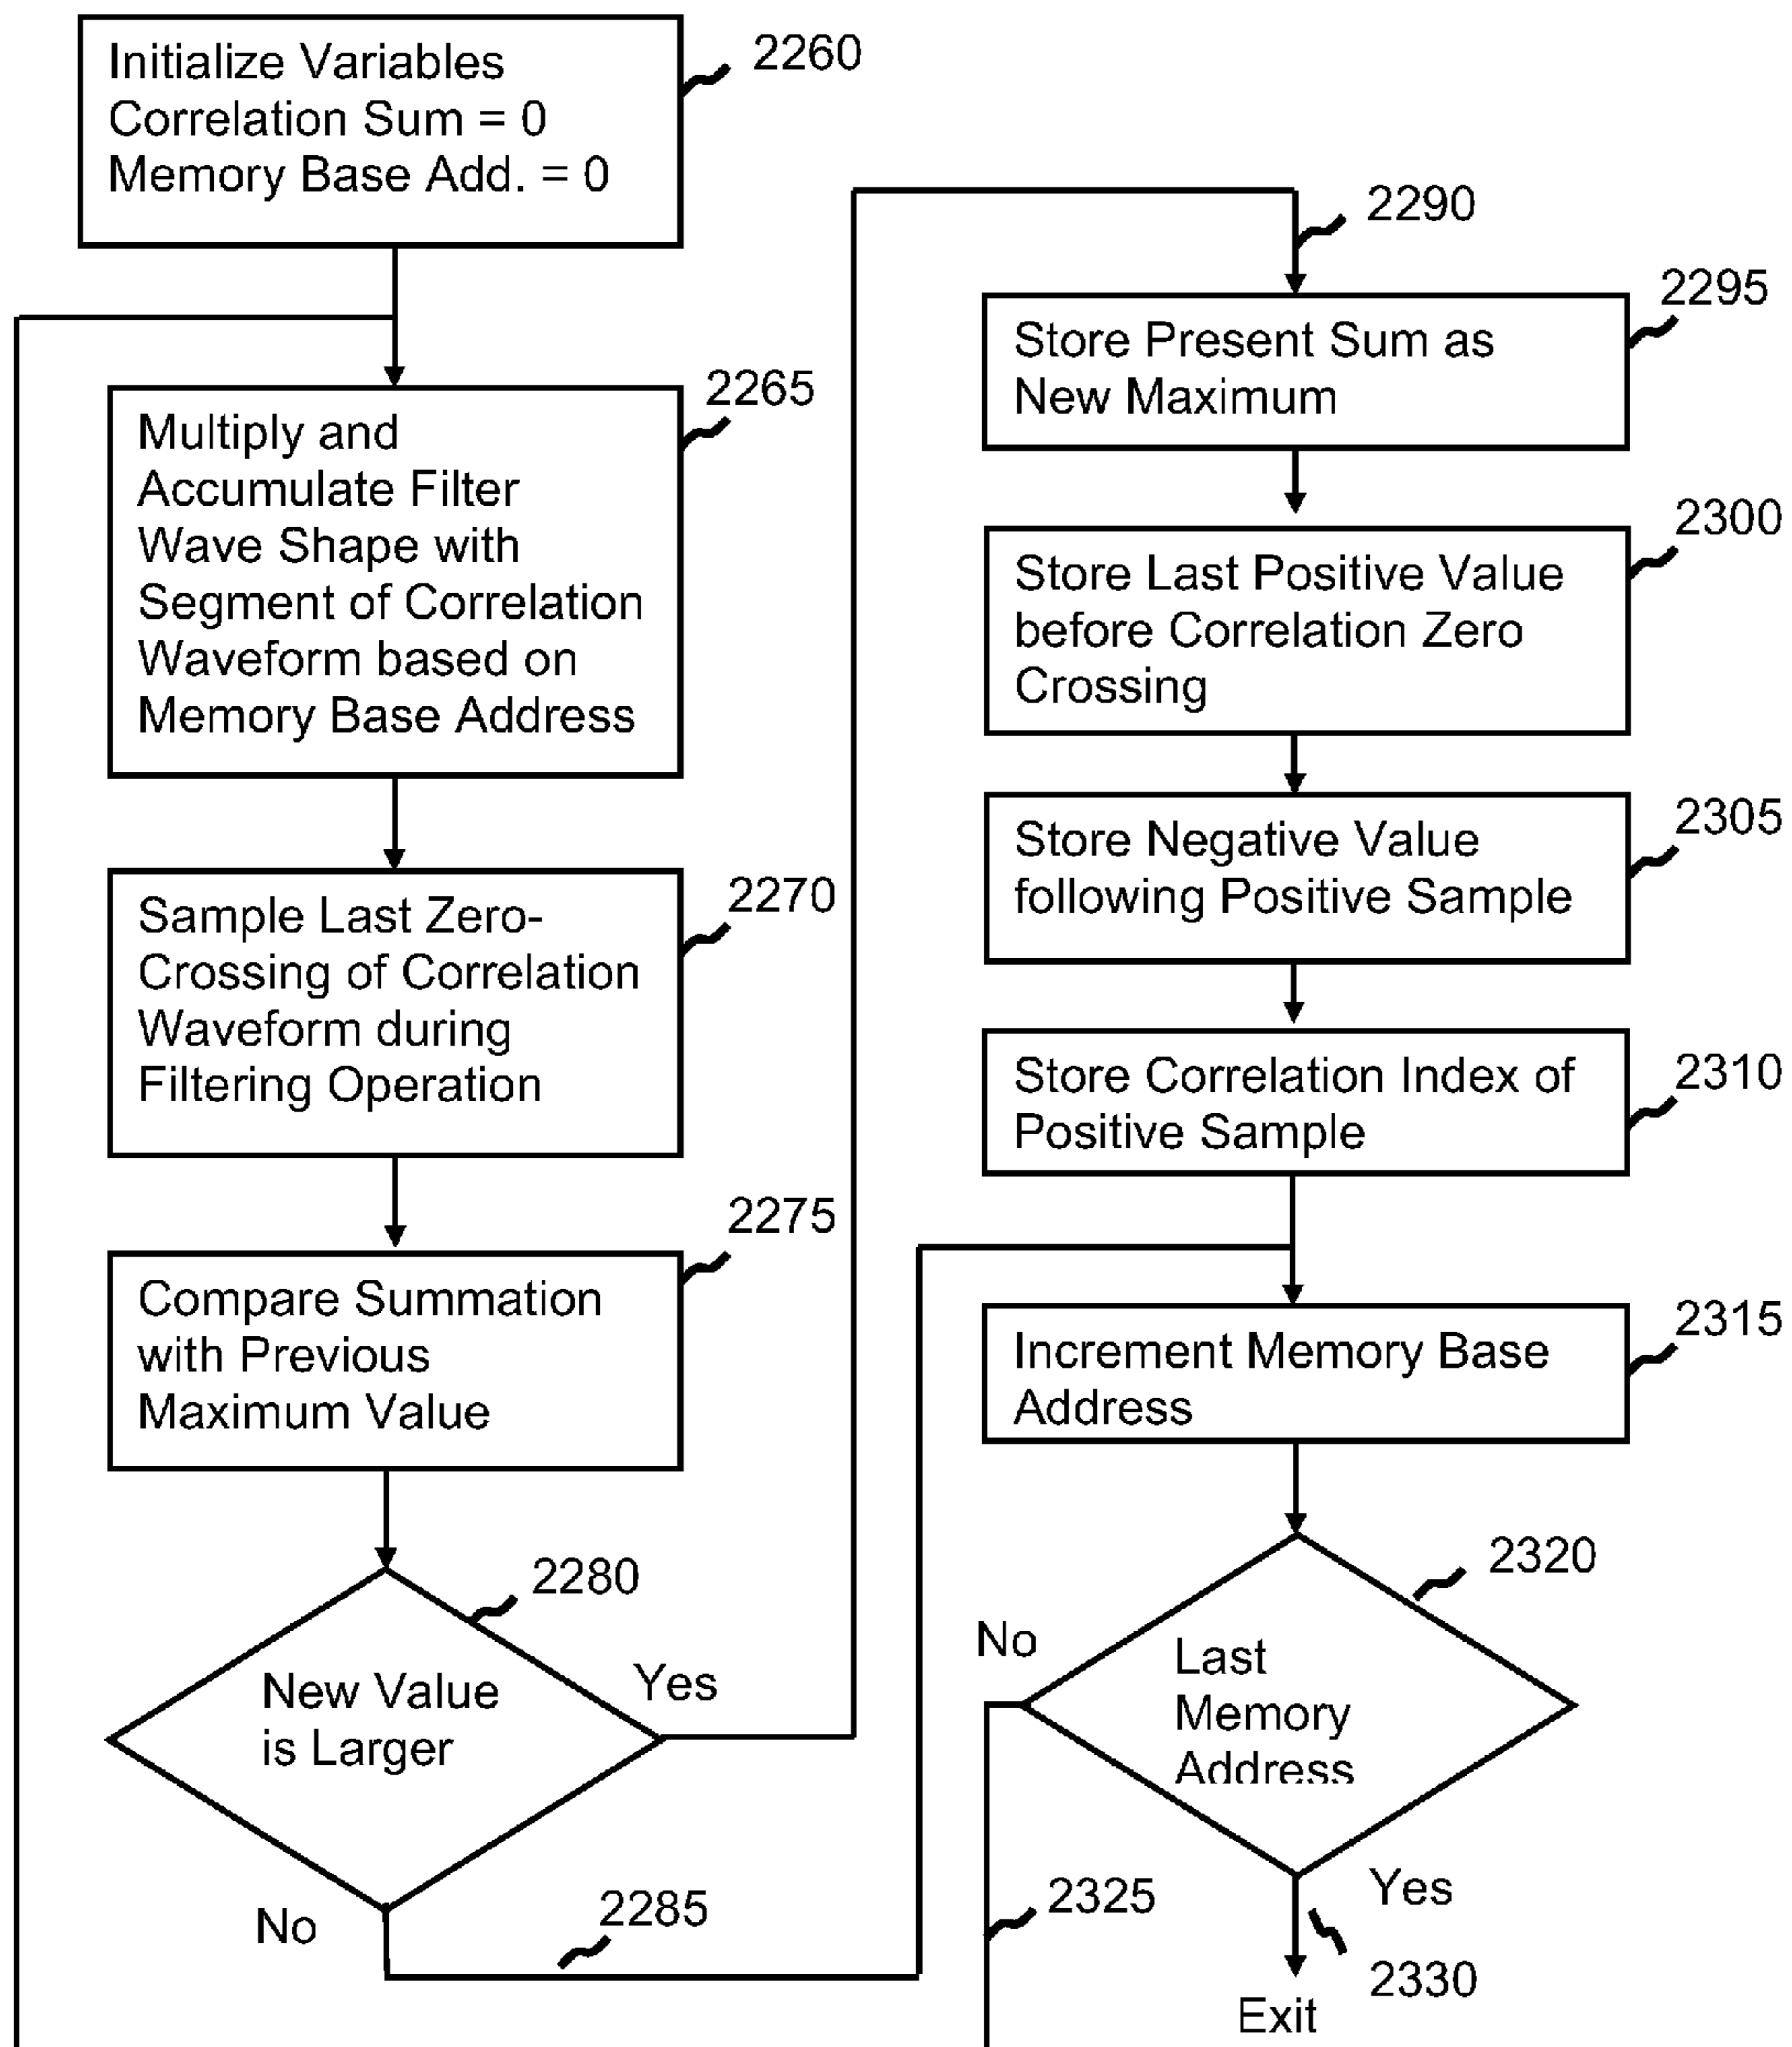 Initialize Variables
Correlation Sum = 0
Memory Base Add. = 0
2260
Multiply and
Accumulate Filter
Wave Shape with
Segment of Correlation
Waveform based on
Memory Base Address
2265
Sample Last Zero-
Crossing of Correlation
Waveform during
Filtering Operation
2270
Compare Summation
with Previous
Maximum Value
2275
New Value
is Larger
2280
Yes
No
2285
2290
Store Present Sum as
New Maximum
2295
Store Last Positive Value
before Correlation Zero
Crossing
2300
Store Negative Value
following Positive Sample
2305
Store Correlation Index of
Positive Sample
2310
Increment Memory Base
Address
2315
Last
Memory
Address
2320
No
2325
Yes
2330
Exit